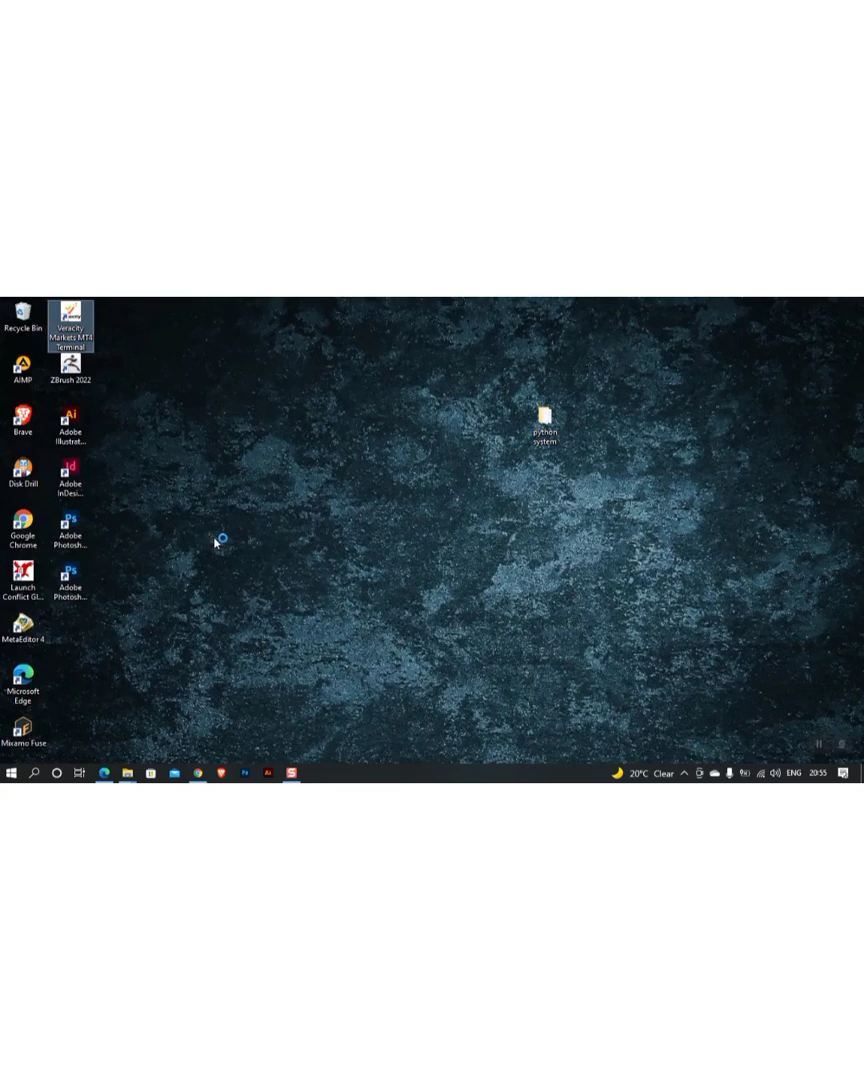 Recycle Bin
Veracity
Markets MT4
Terminal
AIMP
ZBrush 2022
Brave
Adobe
Illustrat...
python
system
Disk Drill
Adobe
InDesi...
Google
Chrome
Adobe
Photosh...
Launch
Conflict Gl...
Adobe
Photosh...
MetaEditor 4
Microsoft
Edge
Mixamo Fuse
20°C Clear
ENG
20:55